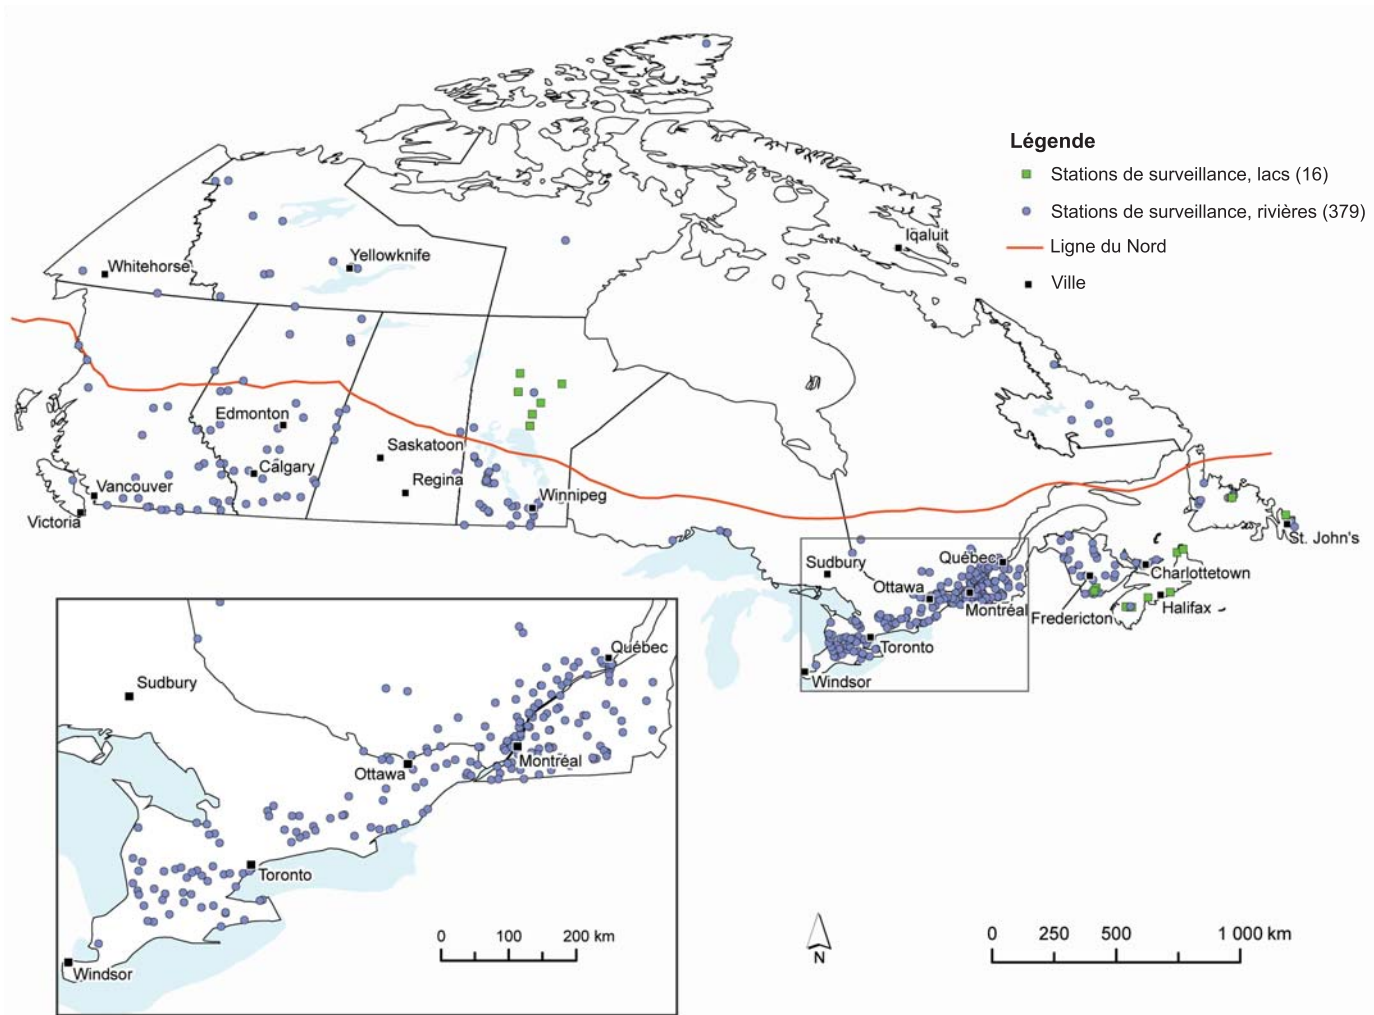 Légende
Stations de surveillance, lacs (16)
Stations de surveillance, rivières (379)
Ligne du Nord
Ville
Iqaluit
Whitehorse
Yellowknife
Edmonton
Saskatoon
Calgary
Regina
Vancouver
Winnipeg
Victoria
St. John's
Québec
Sudbury
Charlottetown
Ottawa
Montréal
Fredericton
Halifax
Toronto
Windsor
Québec
Sudbury
Montréal
Ottawa
Toronto
Windsor
0 100 200 km
N
0 250 500 1 000 km